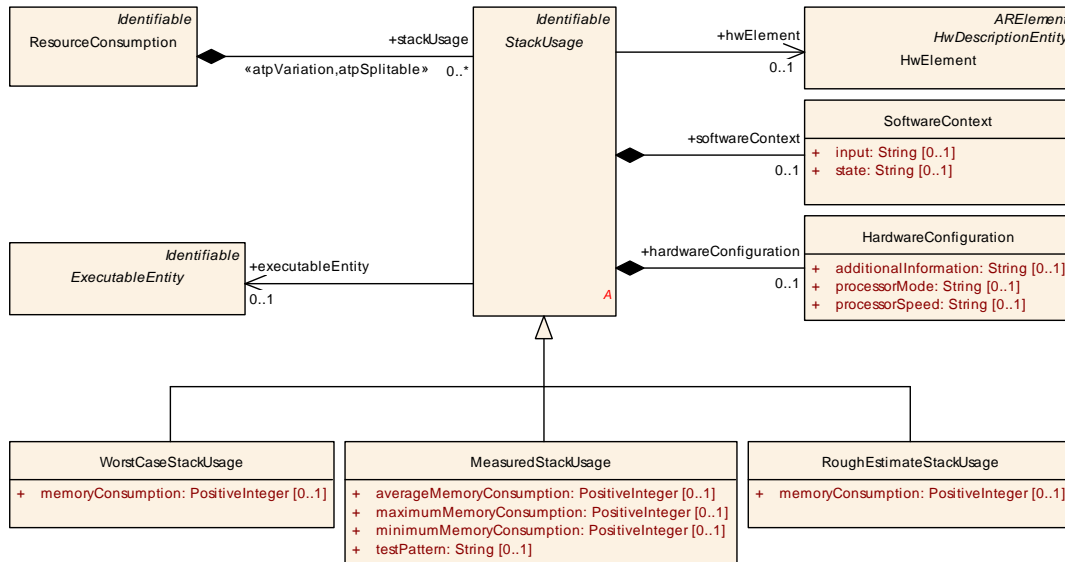 Identifiable
ResourceConsumption
+stackUsage
«atpVariation,atpSplitable»
0..*
Identifiable
StackUsage
A
+hwElement
0..1
ARElement
HwDescriptionEntity
HwElement
+softwareContext
0..1
SoftwareContext
+ input: String [0..1]
+ state: String [0..1]
+hardwareConfiguration
0..1
HardwareConfiguration
+ additionalInformation: String [0..1]
+ processorMode: String [0..1]
+ processorSpeed: String [0..1]
Identifiable
ExecutableEntity
+executableEntity
0..1
WorstCaseStackUsage
+ memoryConsumption: PositiveInteger [0..1]
MeasuredStackUsage
+ averageMemoryConsumption: PositiveInteger [0..1]
+ maximumMemoryConsumption: PositiveInteger [0..1]
+ minimumMemoryConsumption: PositiveInteger [0..1]
+ testPattern: String [0..1]
RoughEstimateStackUsage
+ memoryConsumption: PositiveInteger [0..1]